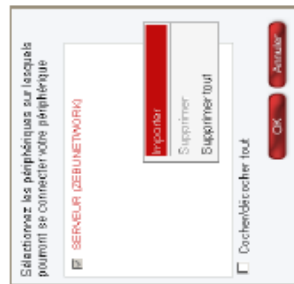 Sélectionnez les périphériques sur lesquels
pourront se connecter votre périphérique
SERVEUR (ZEBUNETWORK)
Importer
Supprimer
Supprimer tout
Cocher/décocher tout
OK
Annuler